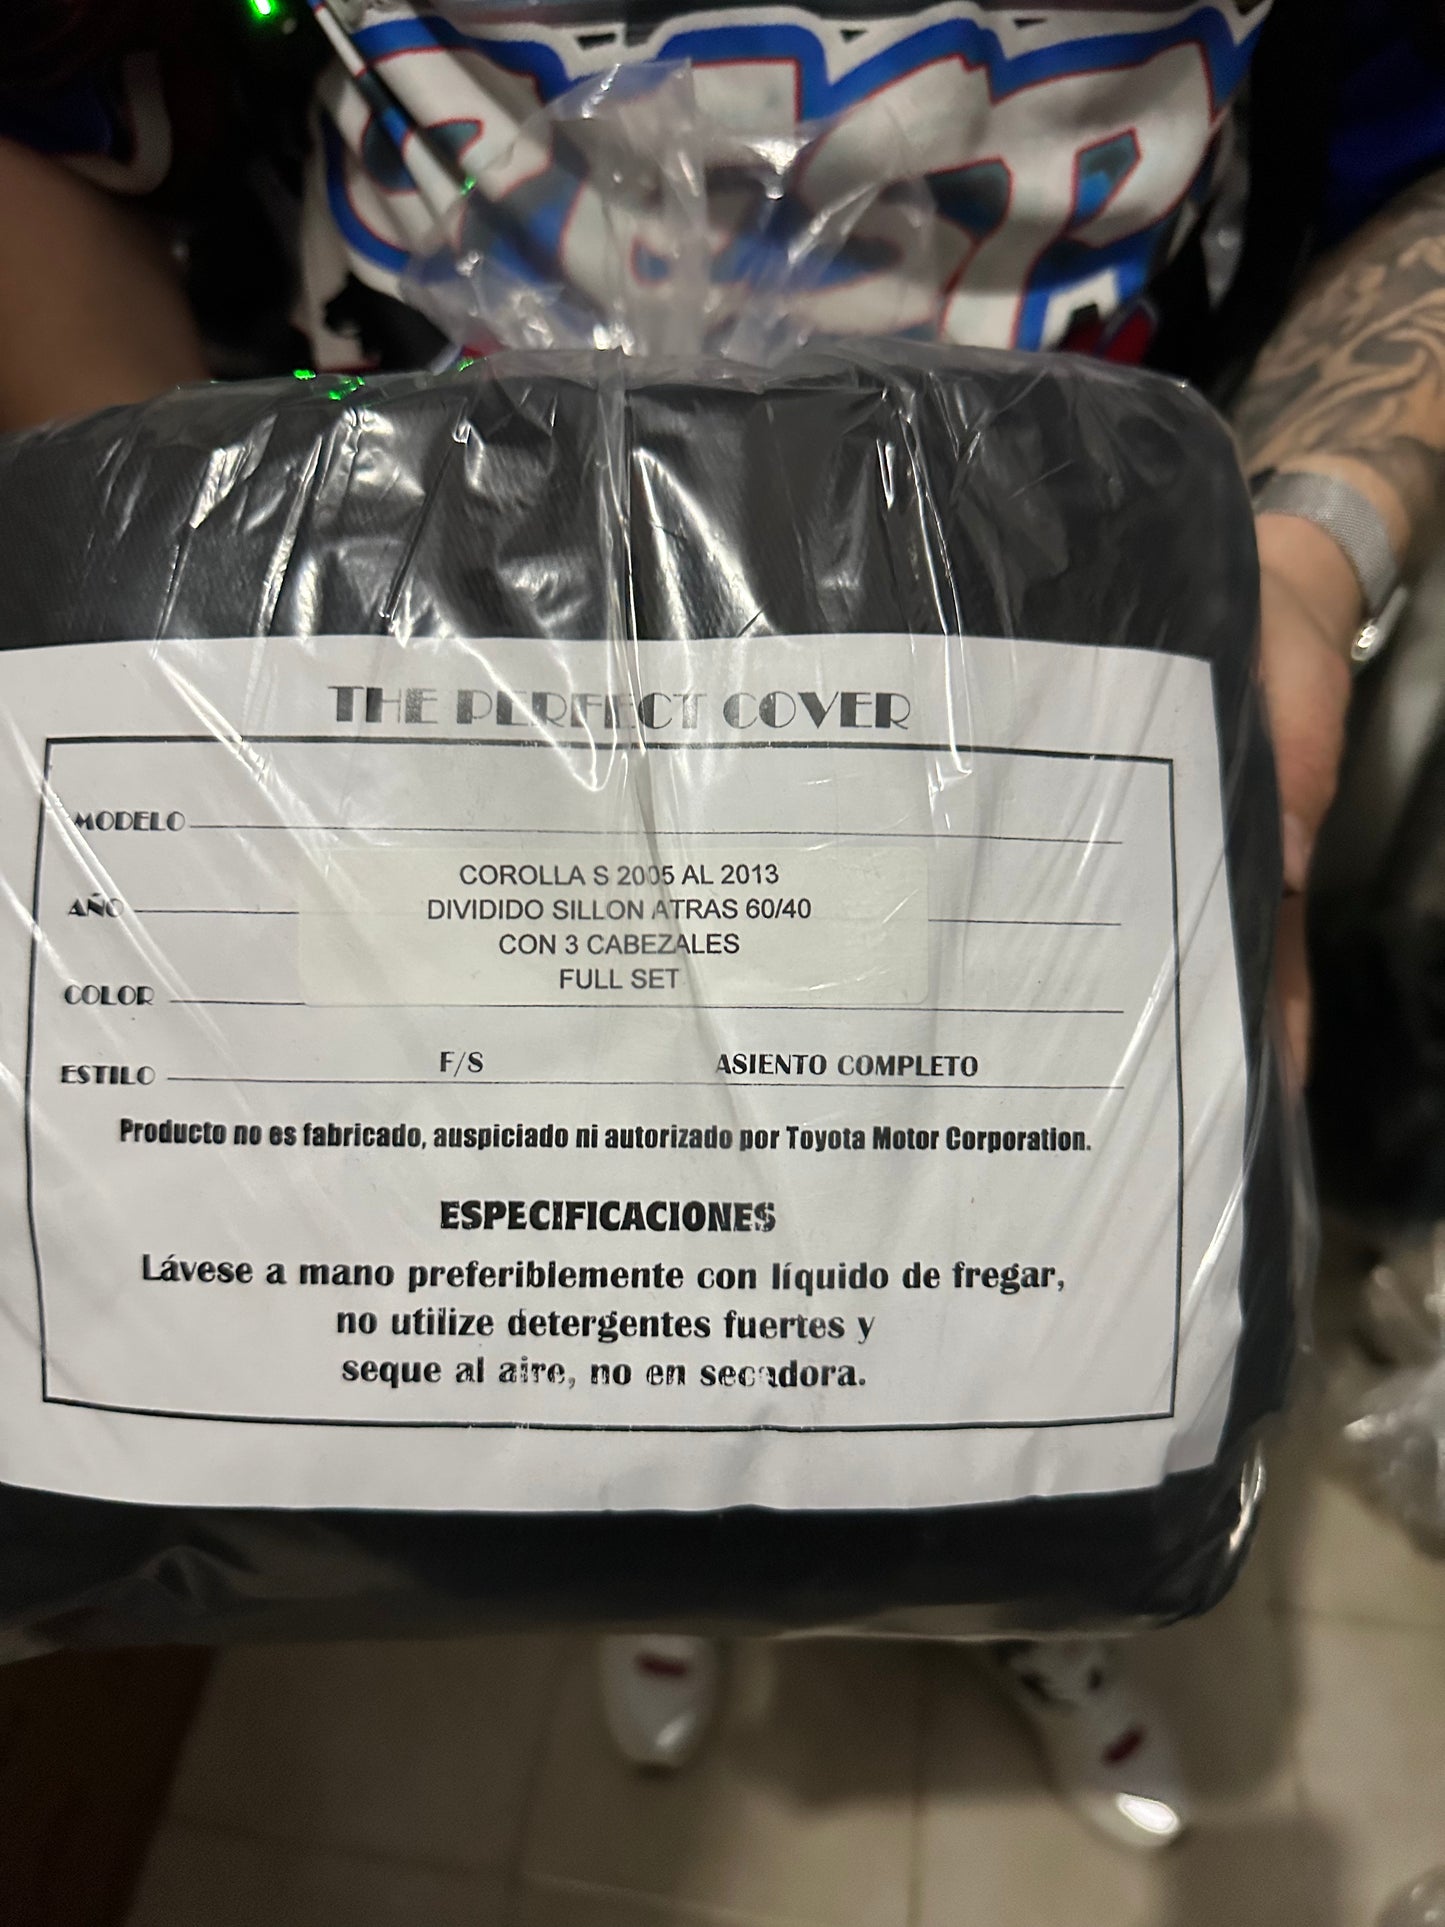 THE PERFECT COVER
MODELO
COROLLA S 2005 AL 2013
AÑO
DIVIDIDO SILLON ATRAS 60/40
CON 3 CABEZALES
COLOR
FULL SET
ESTILO F/S ASIENTO COMPLETO
Producto no es fabricado, auspiciado ni autorizado por Toyota Motor Corporation.
ESPECIFICACIONES
Lávese a mano preferiblemente con líquido de fregar,
no utilize detergentes fuertes y
seque al aire, no en secadora.